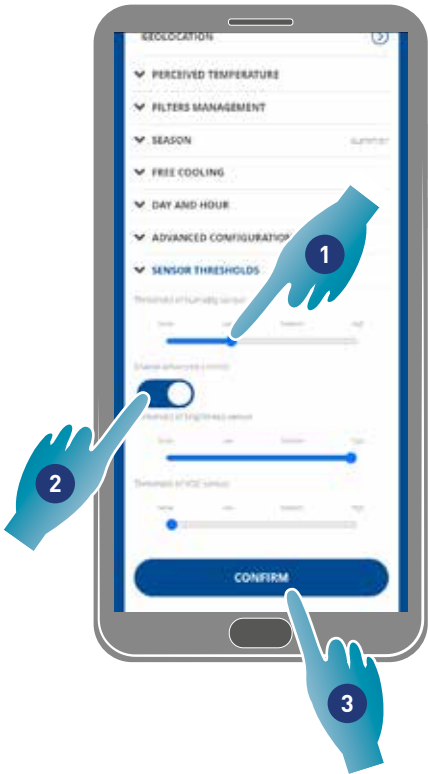 GEOLOCATION
PERCEIVED TEMPERATURE
FILTERS MANAGEMENT
SEASON summer
FREE COOLING
DAY AND HOUR
ADVANCED CONFIGURATION
1
SENSOR THRESHOLDS
Threshold of humidity sensor
Low Medium High
Threshold of brightness sensor
Low Medium High
2
Threshold of VOC sensor
Low Medium High
CONFIRM
3